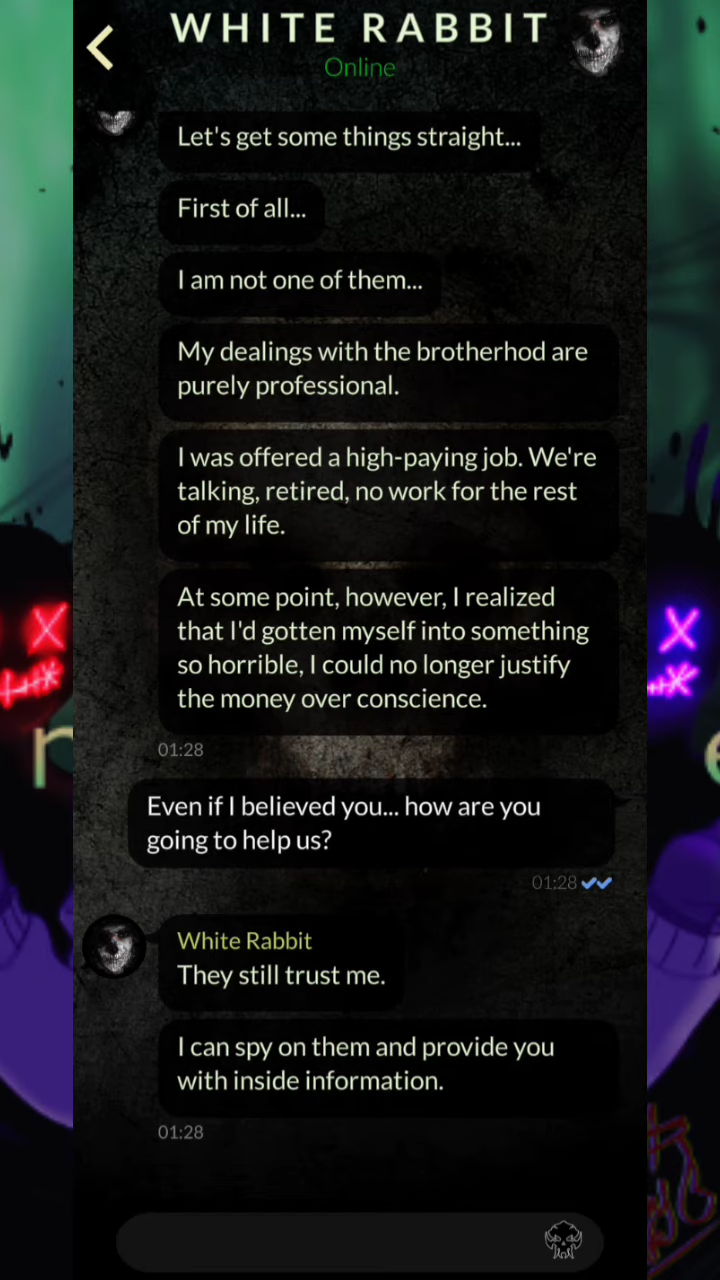 WHITE RABBIT
Online
Let's get some things straight...
First of all...
I am not one of them...
My dealings with the brotherhod are
purely professional.
I was offered a high-paying job. We're
talking, retired, no work for the rest
of my life.
At some point, however, I realized
that I'd gotten myself into something
so horrible, I could no longer justify
the money over conscience.
01:28
Even if I believed you... how are you
going to help us?
01:28
White Rabbit
They still trust me.
I can spy on them and provide you
with inside information.
01:28